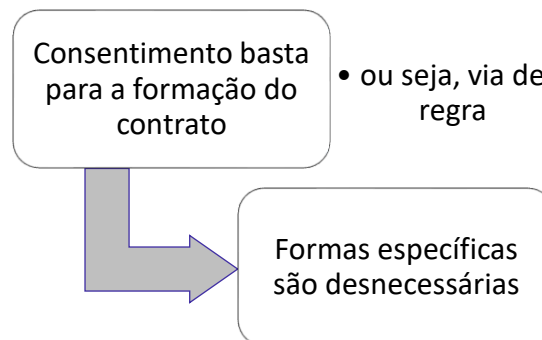 Consentimento basta
para a formação do
contrato
• ou seja, via de
regra
Formas específicas
são desnecessárias